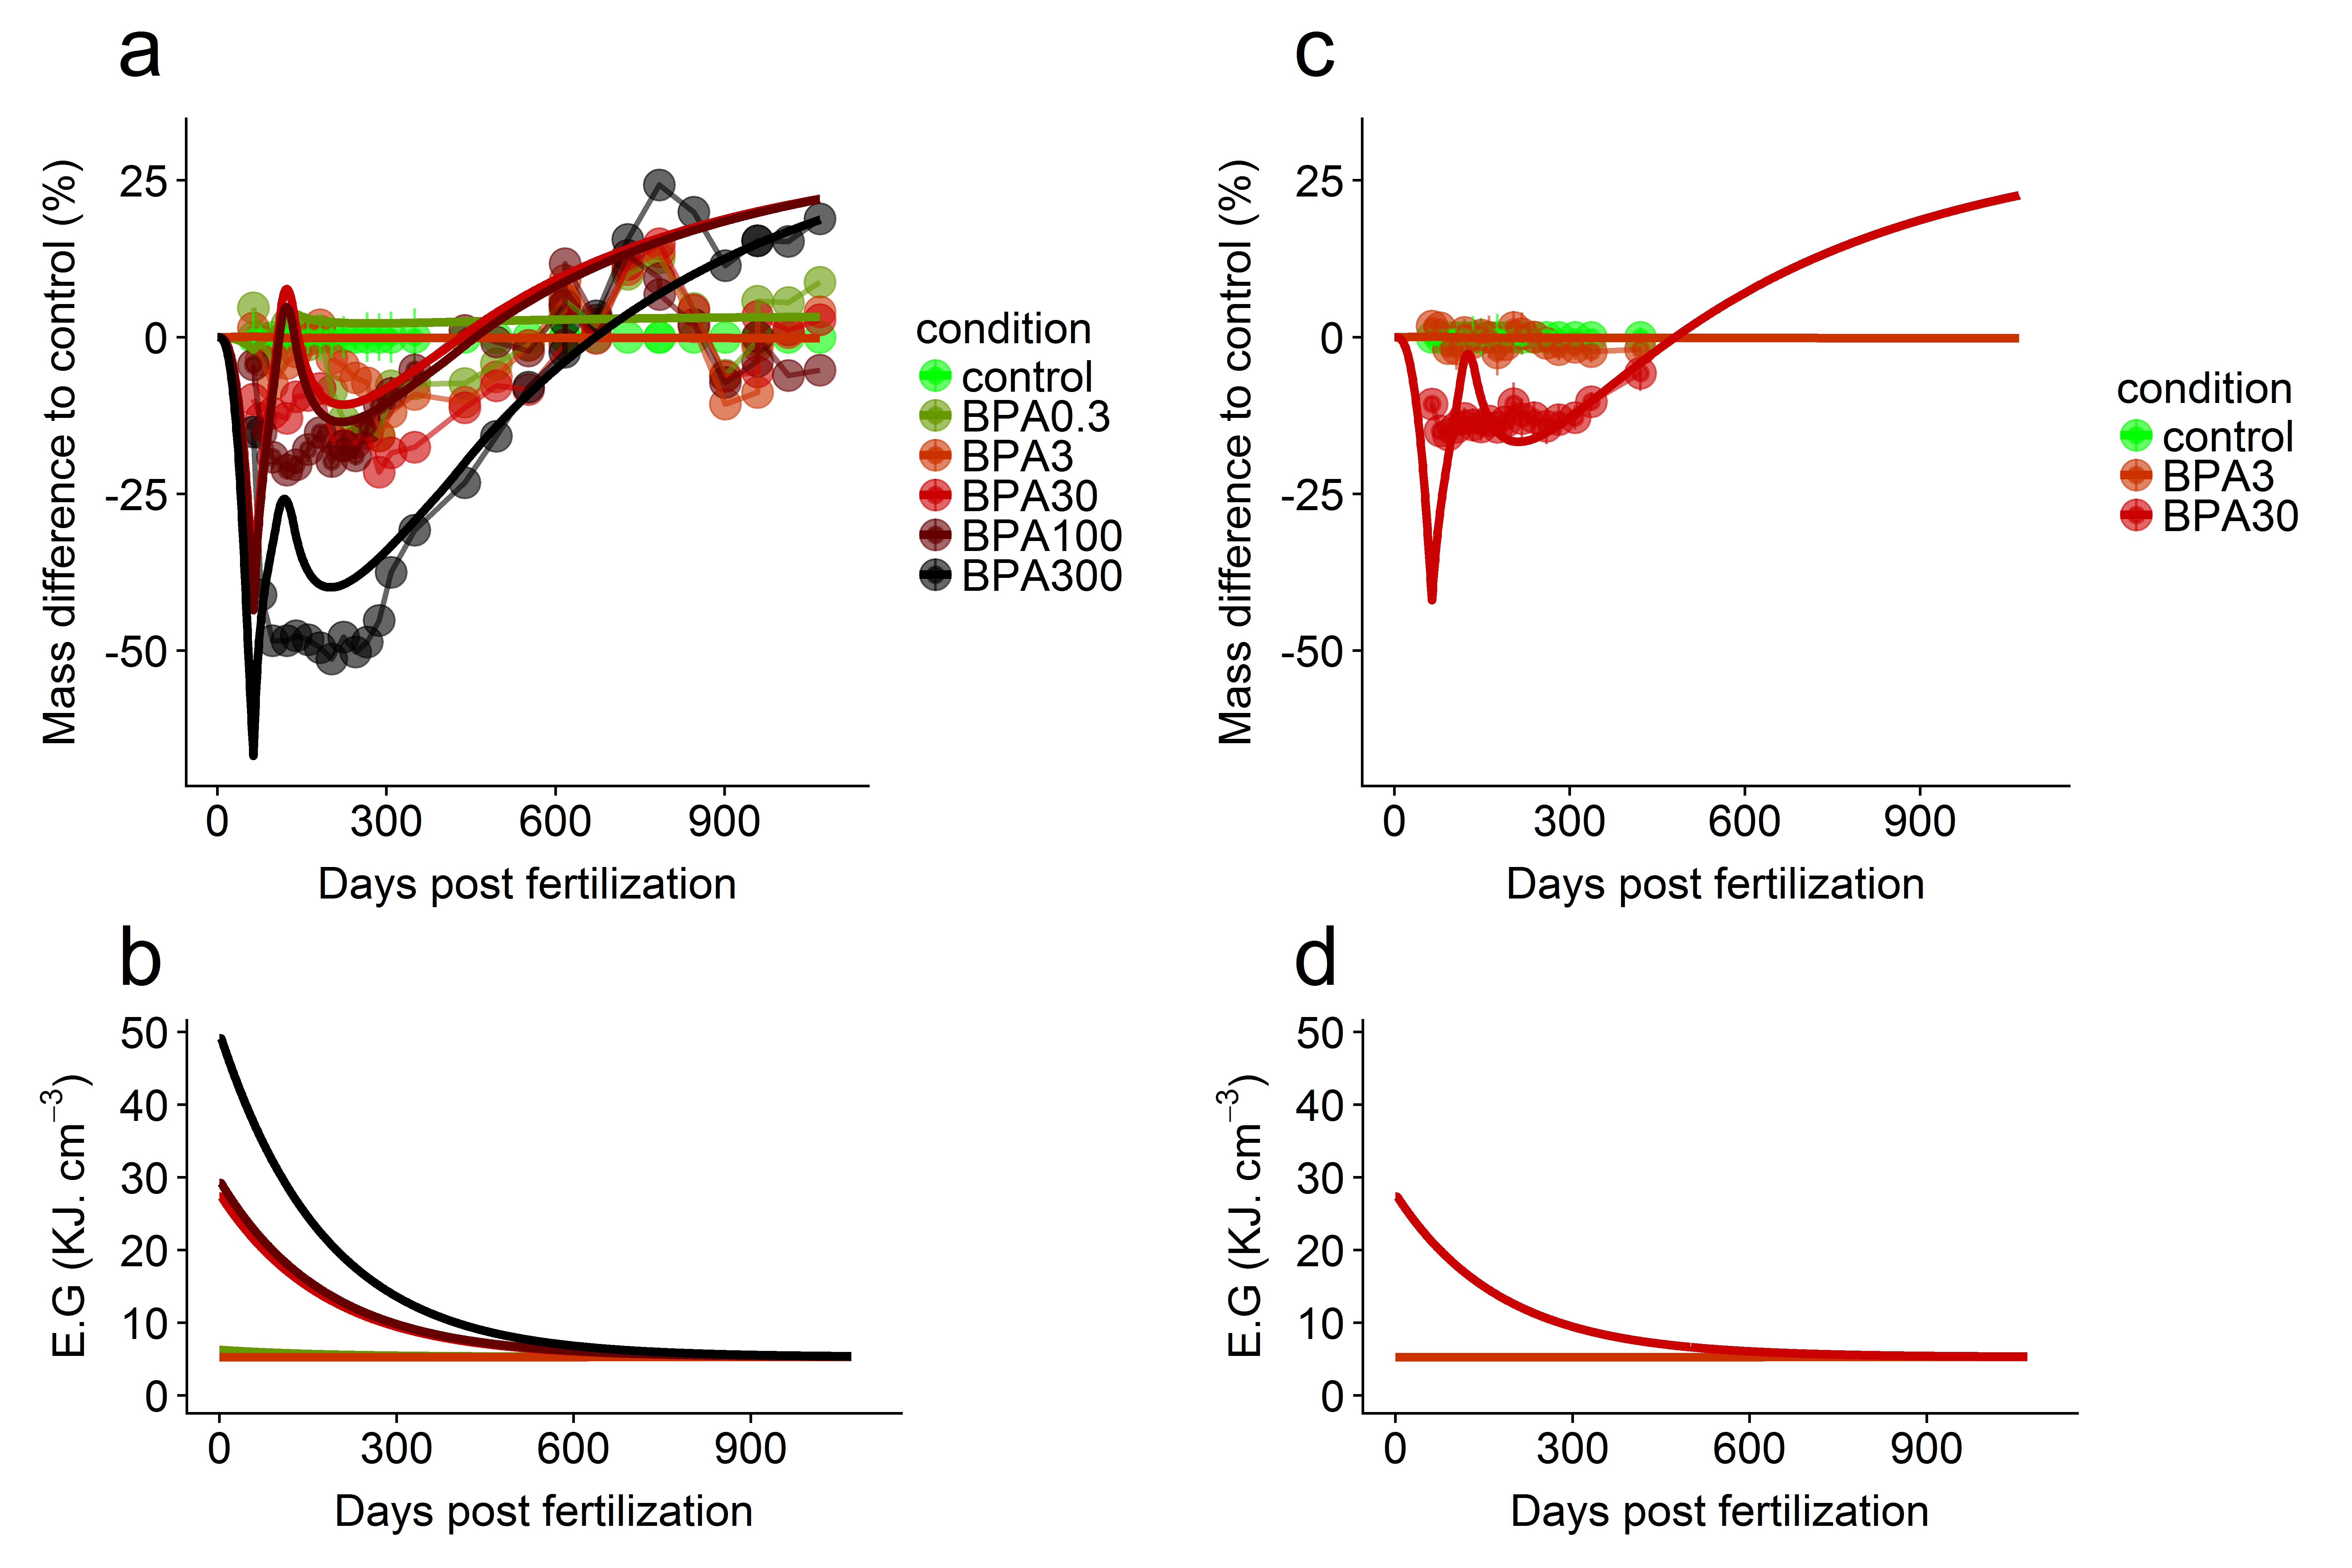 a
Mass difference to control (%)
25
0
-25
-50
0 300 600 900
Days post fertilization
condition
control
BPA0.3
BPA3
BPA30
BPA100
BPA300
c
Mass difference to control (%)
25
0
-25
-50
0 300 600 900
Days post fertilization
condition
control
BPA3
BPA30
b
E.G (KJ. cm⁻³)
50
40
30
20
10
0
0 300 600 900
Days post fertilization
d
E.G (KJ. cm⁻³)
50
40
30
20
10
0
0 300 600 900
Days post fertilization